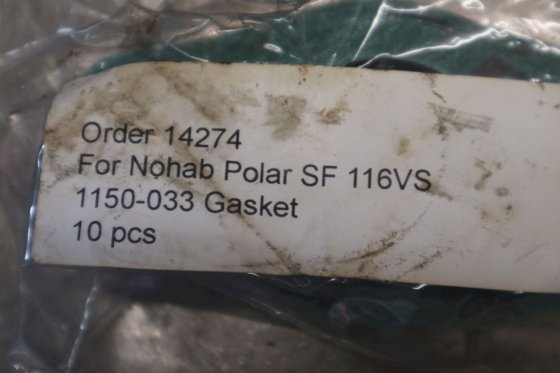 Order 14274
For Nohab Polar SF 116VS
1150-033 Gasket
10 pcs